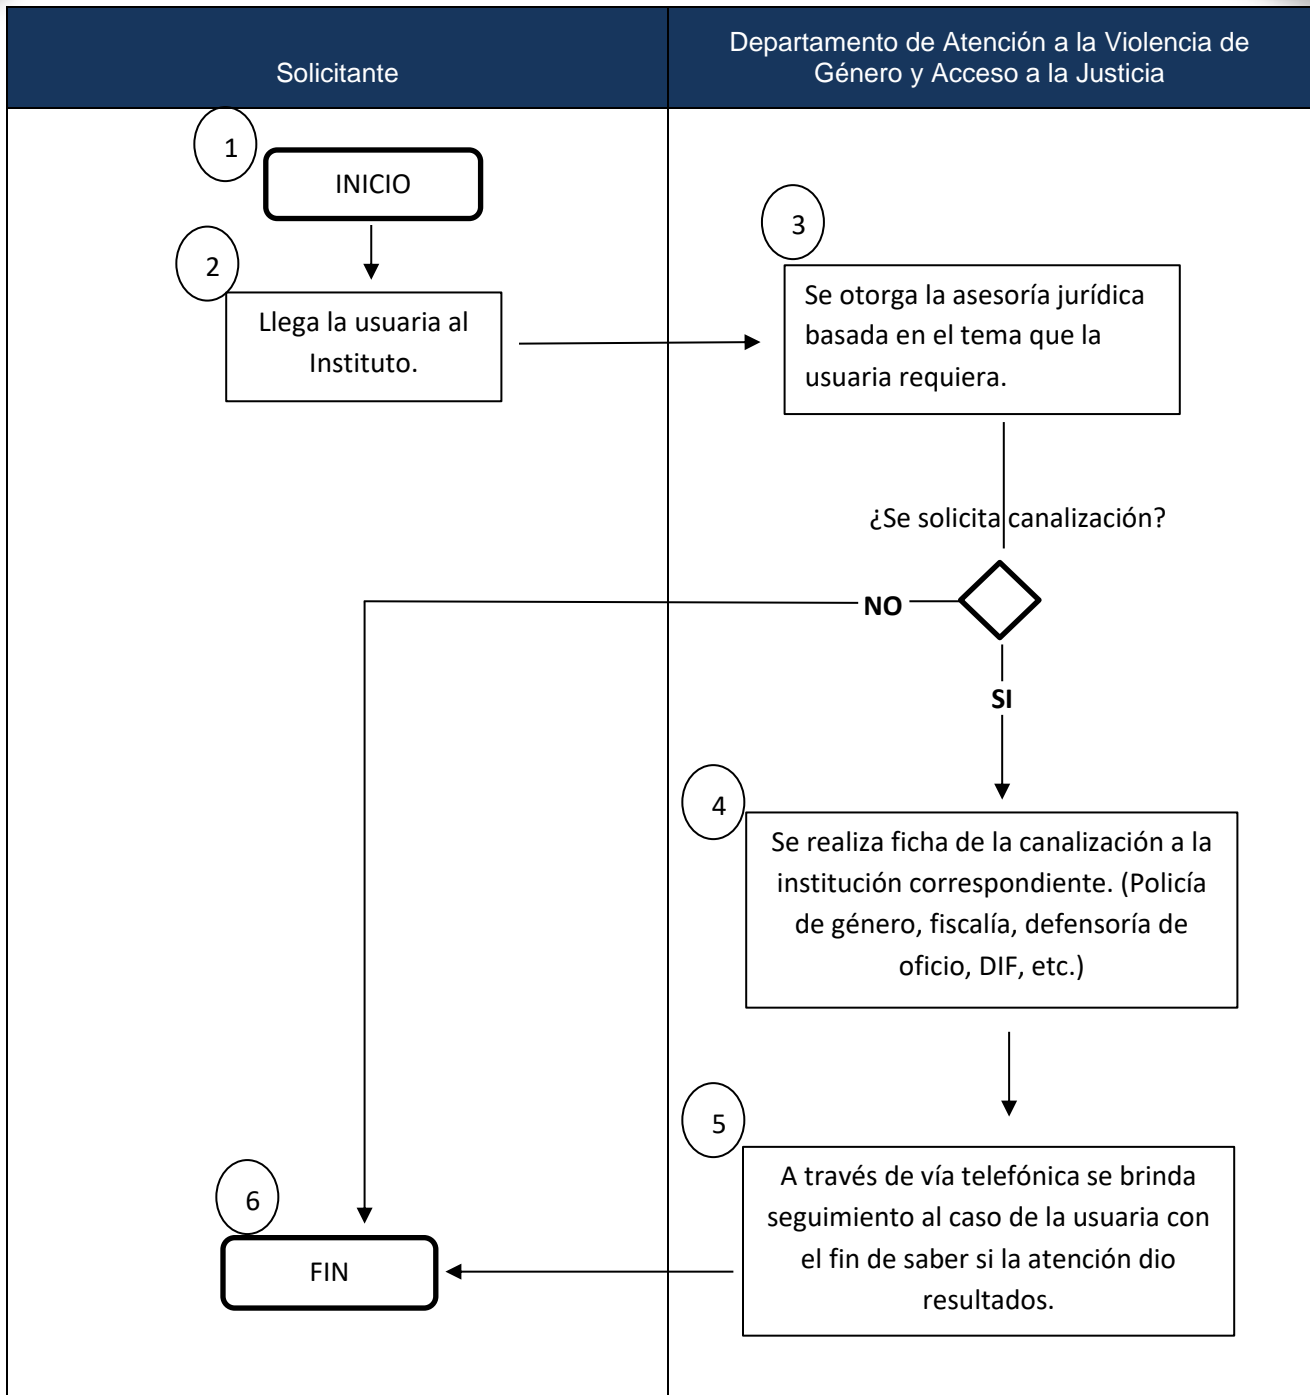 Solicitante
Departamento de Atención a la Violencia de
Género y Acceso a la Justicia
1
INICIO
2
Llega la usuaria al
Instituto.
3
Se otorga la asesoría jurídica
basada en el tema que la
usuaria requiera.
¿Se solicita canalización?
NO
SI
4
Se realiza ficha de la canalización a la
institución correspondiente. (Policía
de género, fiscalía, defensoría de
oficio, DIF, etc.)
5
A través de vía telefónica se brinda
seguimiento al caso de la usuaria con
el fin de saber si la atención dio
resultados.
6
FIN